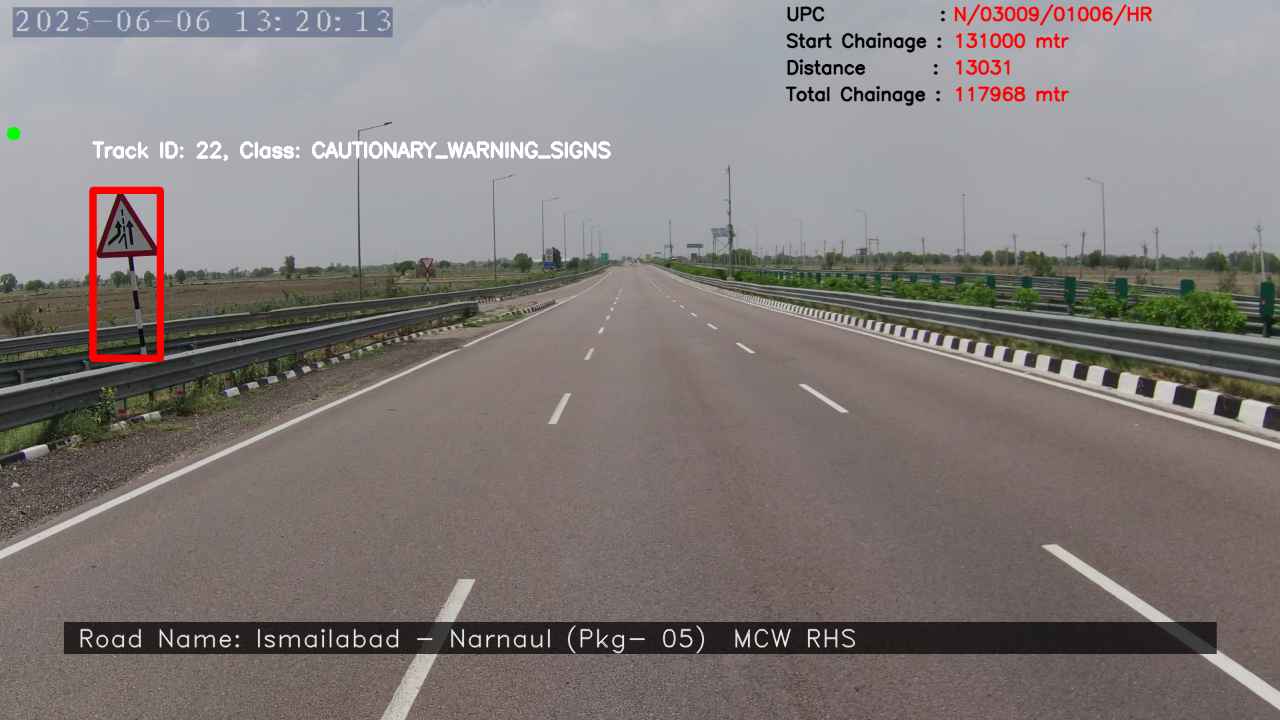 2025-06-06 13:20:13
UPC : N/03009/01006/HR
Start Chainage : 131000 mtr
Distance : 13031
Total Chainage : 117968 mtr
Track ID: 22, Class: CAUTIONARY_WARNING_SIGNS
Road Name: Ismailabad - Narnaul (Pkg- 05) MCW RHS